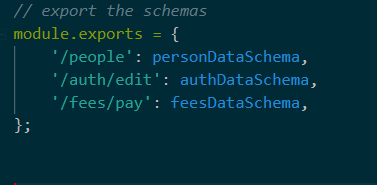 // export the schemas
module.exports = {
    '/people': personDataSchema,
    '/auth/edit': authDataSchema,
    '/fees/pay': feesDataSchema,
};